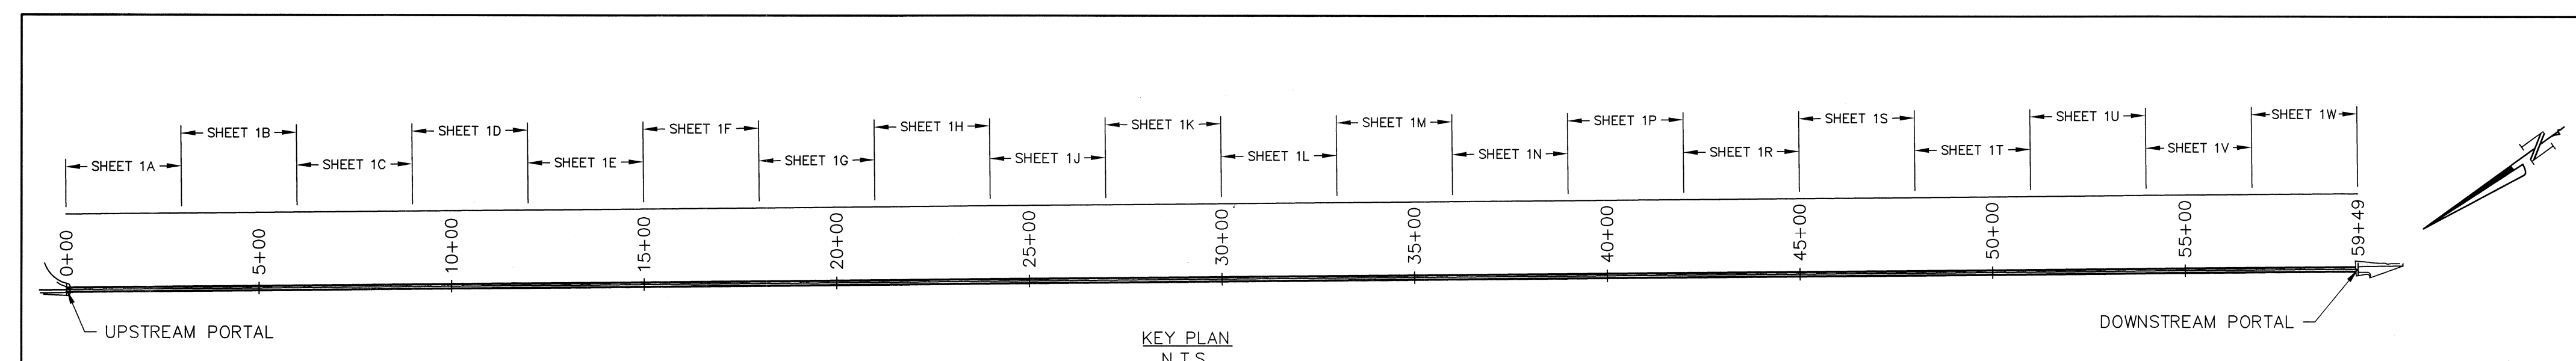 SHEET 1A
SHEET 1B
SHEET 1C
SHEET 1D
SHEET 1E
SHEET 1F
SHEET 1G
SHEET 1H
SHEET 1J
SHEET 1K
SHEET 1L
SHEET 1M
SHEET 1N
SHEET 1P
SHEET 1R
SHEET 1S
SHEET 1T
SHEET 1U
SHEET 1V
SHEET 1W
N
0+00
5+00
10+00
15+00
20+00
25+00
30+00
35+00
40+00
45+00
50+00
55+00
59+49
UPSTREAM PORTAL
DOWNSTREAM PORTAL
KEY PLAN
N.T.S.